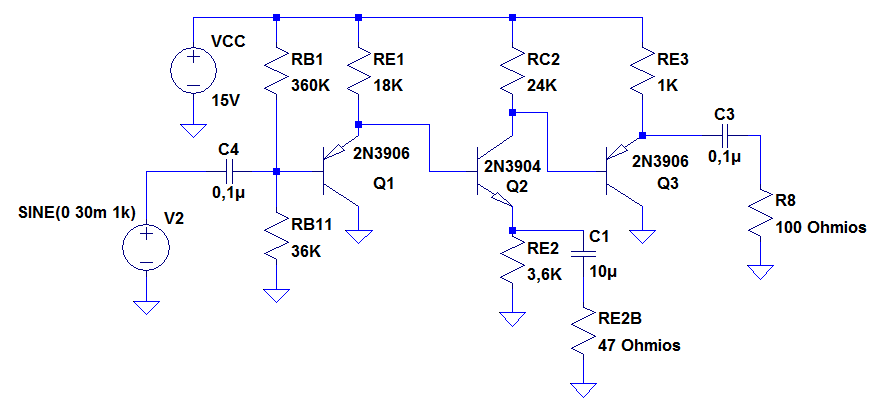 VCC
15V
RB1
360K
RE1
18K
RC2
24K
RE3
1K
C4
0,1µ
2N3906
Q1
2N3904
Q2
2N3906
Q3
C3
0,1µ
SINE(0 30m 1k)
V2
RB11
36K
RE2
3,6K
C1
10µ
R8
100 Ohmios
RE2B
47 Ohmios